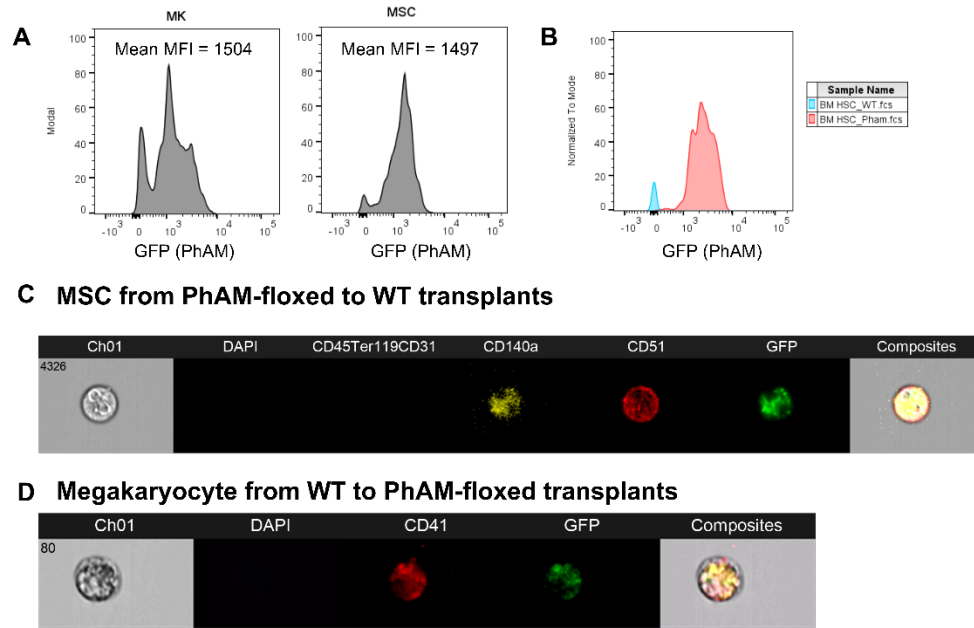 A
MK
Mean MFI = 1504
Modal
100
80
60
40
20
0
-10³ 0 10³ 10⁴ 10⁵
GFP (PhAM)
MSC
Mean MFI = 1497
100
80
60
40
20
0
-10³ 0 10³ 10⁴ 10⁵
GFP (PhAM)
B
Normalized To Mode
100
80
60
40
20
0
-10³ 0 10³ 10⁴ 10⁵
GFP (PhAM)
Sample Name
BM HSC_WT.fcs
BM HSC_Pham.fcs
C MSC from PhAM-floxed to WT transplants
Ch01 DAPI CD45Ter119CD31 CD140a CD51 GFP Composites
4326
D Megakaryocyte from WT to PhAM-floxed transplants
Ch01 DAPI CD41 GFP Composites
80